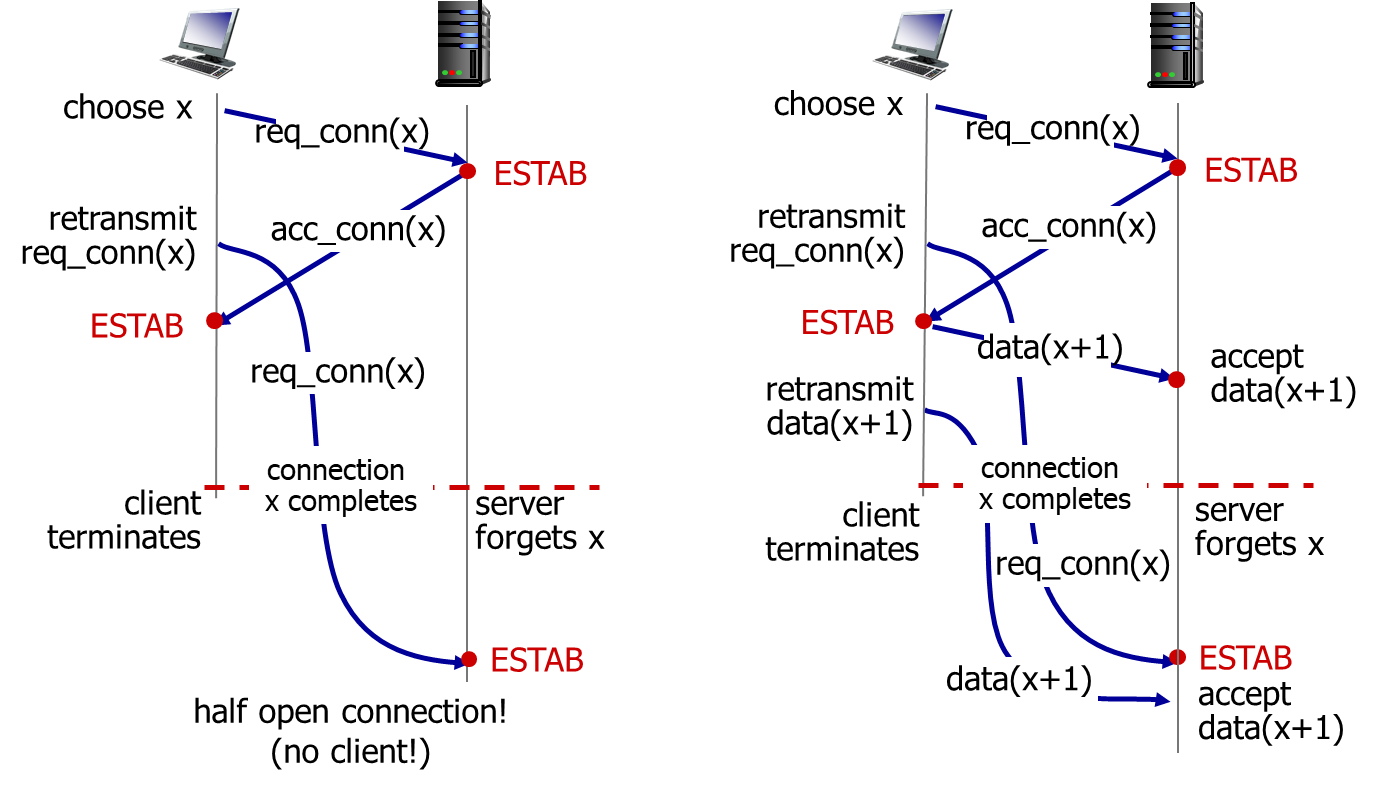 choose x
req_conn(x)
ESTAB
retransmit
req_conn(x)
acc_conn(x)
ESTAB
req_conn(x)
connection
x completes
client
terminates
server
forgets x
ESTAB
half open connection!
(no client!)
choose x
req_conn(x)
ESTAB
retransmit
req_conn(x)
acc_conn(x)
ESTAB
data(x+1)
accept
data(x+1)
retransmit
data(x+1)
connection
x completes
client
terminates
server
forgets x
req_conn(x)
ESTAB
data(x+1)
accept
data(x+1)